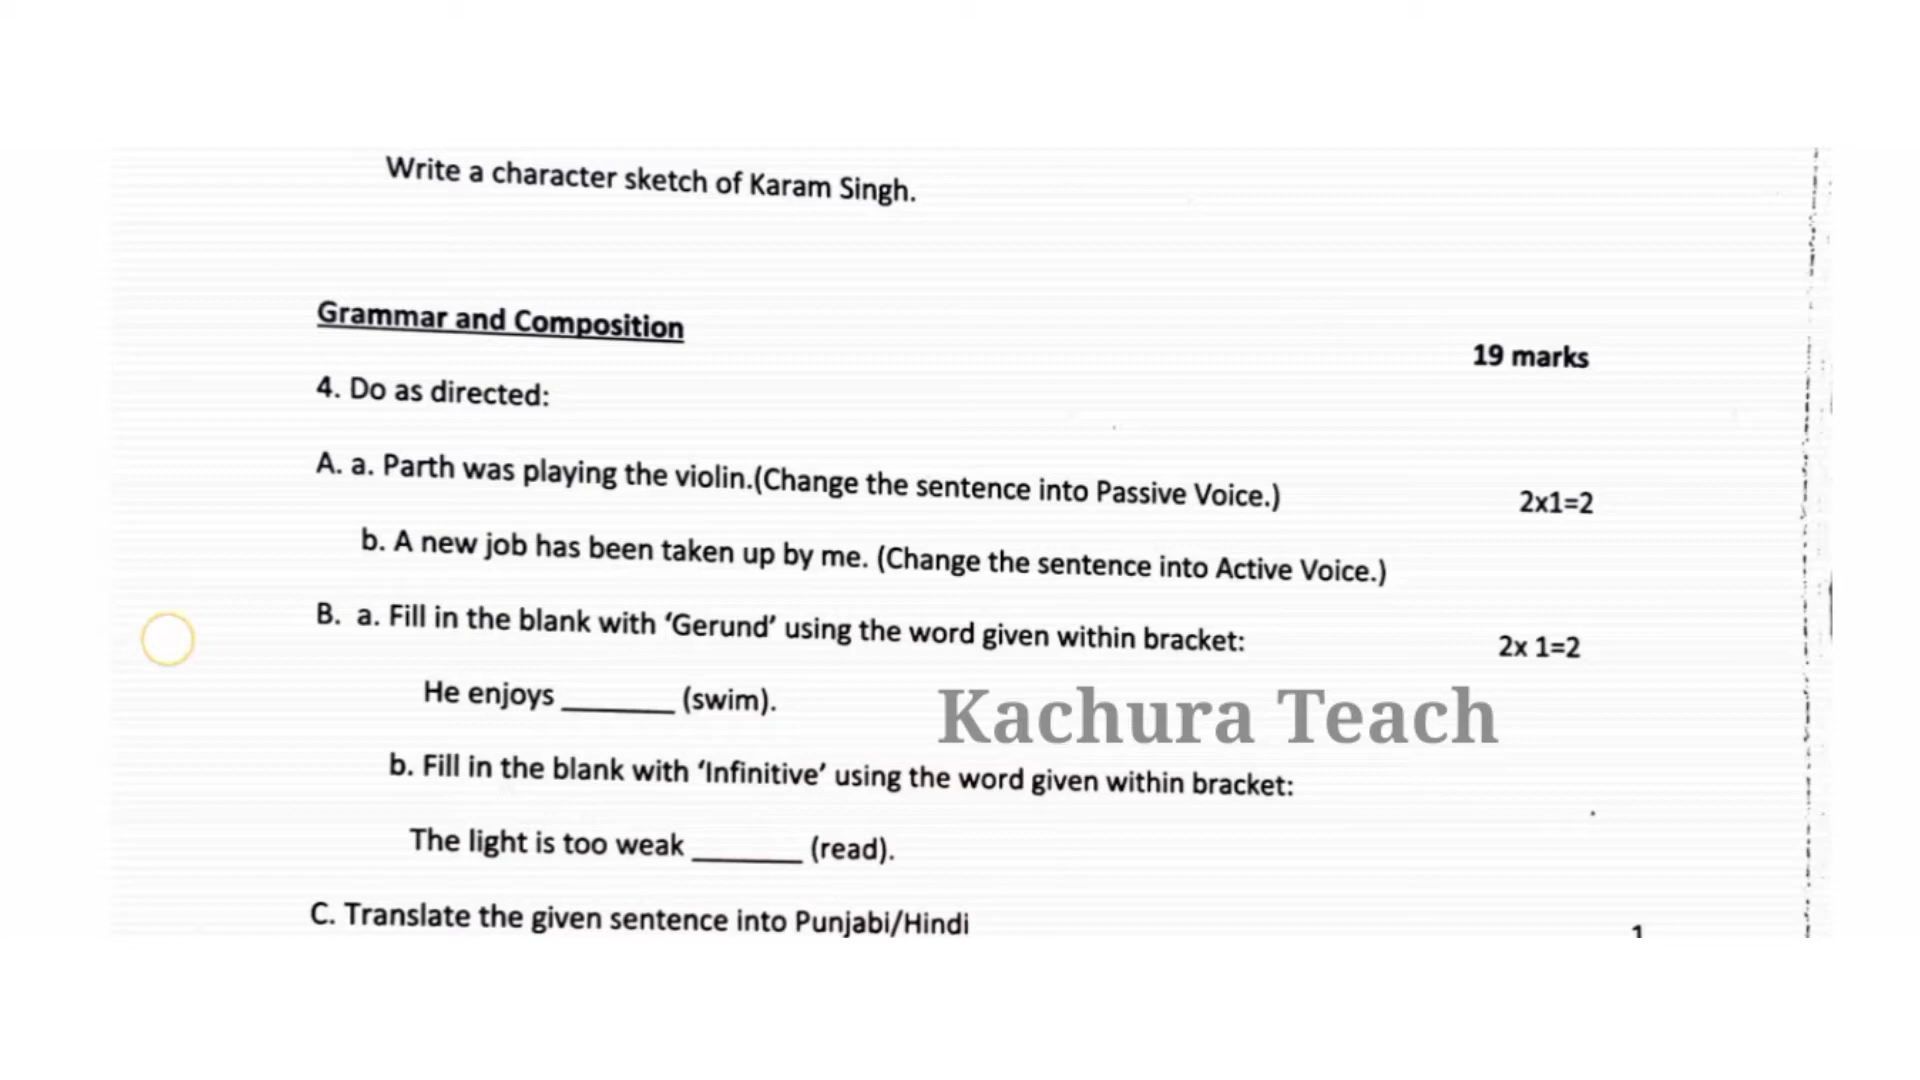 Write a character sketch of Karam Singh.
Grammar and Composition
19 marks
4. Do as directed:
A. a. Parth was playing the violin.(Change the sentence into Passive Voice.) 2x1=2
b. A new job has been taken up by me. (Change the sentence into Active Voice.)
B. a. Fill in the blank with ‘Gerund’ using the word given within bracket: 2x 1=2
He enjoys ________ (swim).
Kachura Teach
b. Fill in the blank with ‘Infinitive’ using the word given within bracket:
The light is too weak ________ (read).
C. Translate the given sentence into Punjabi/Hindi 1